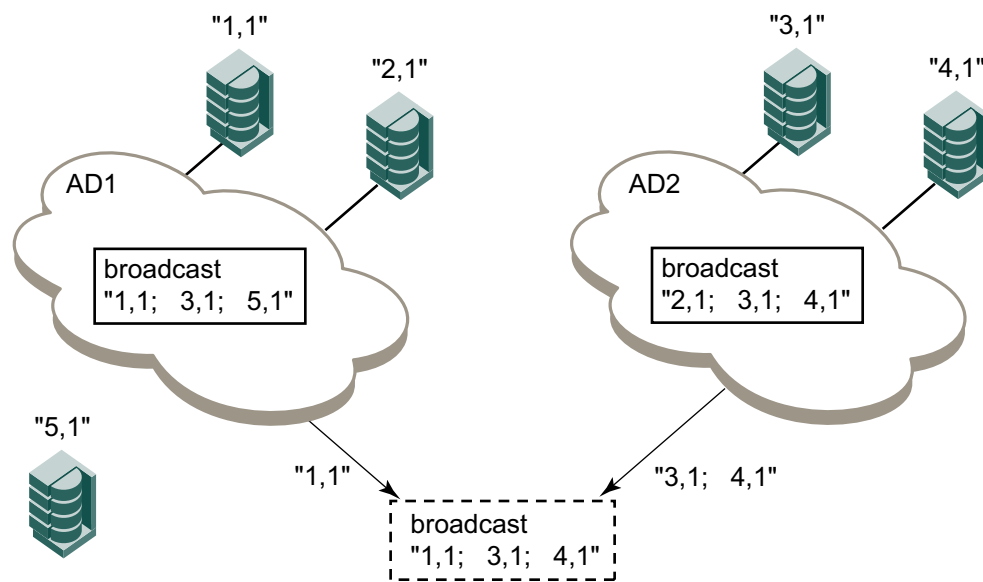 "1,1"
"2,1"
"3,1"
"4,1"
AD1
AD2
broadcast
"1,1; 3,1; 5,1"
broadcast
"2,1; 3,1; 4,1"
"5,1"
"1,1"
"3,1; 4,1"
broadcast
"1,1; 3,1; 4,1"